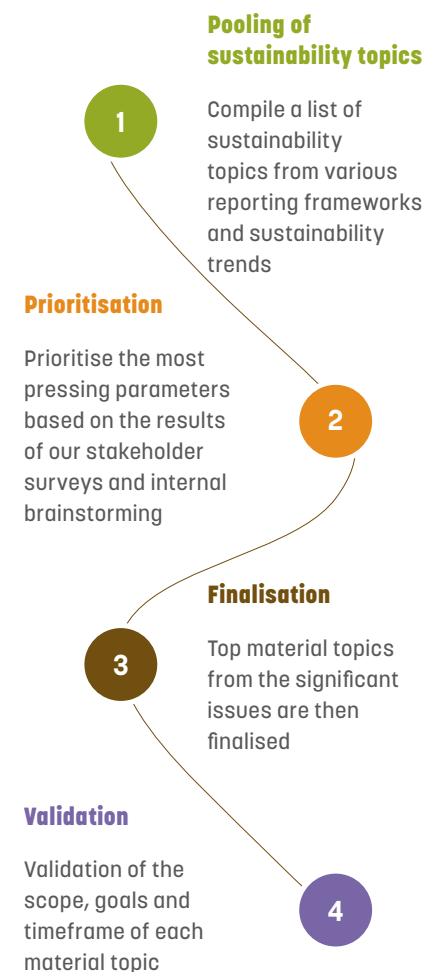 Pooling of
sustainability topics
1
Compile a list of
sustainability
topics from various
reporting frameworks
and sustainability
trends
Prioritisation
Prioritise the most
pressing parameters
based on the results
of our stakeholder
surveys and internal
brainstorming
2
Finalisation
3
Top material topics
from the significant
issues are then
finalised
Validation
Validation of the
scope, goals and
timeframe of each
material topic
4